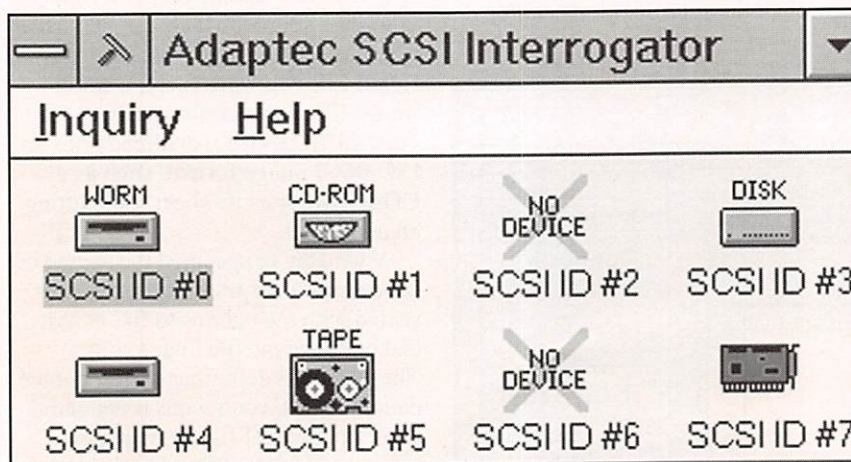 Adaptec SCSI Interrogator
Inquiry Help
WORM CD-ROM NO DEVICE DISK
SCSI ID #0 SCSI ID #1 SCSI ID #2 SCSI ID #3
TAPE NO DEVICE
SCSI ID #4 SCSI ID #5 SCSI ID #6 SCSI ID #7